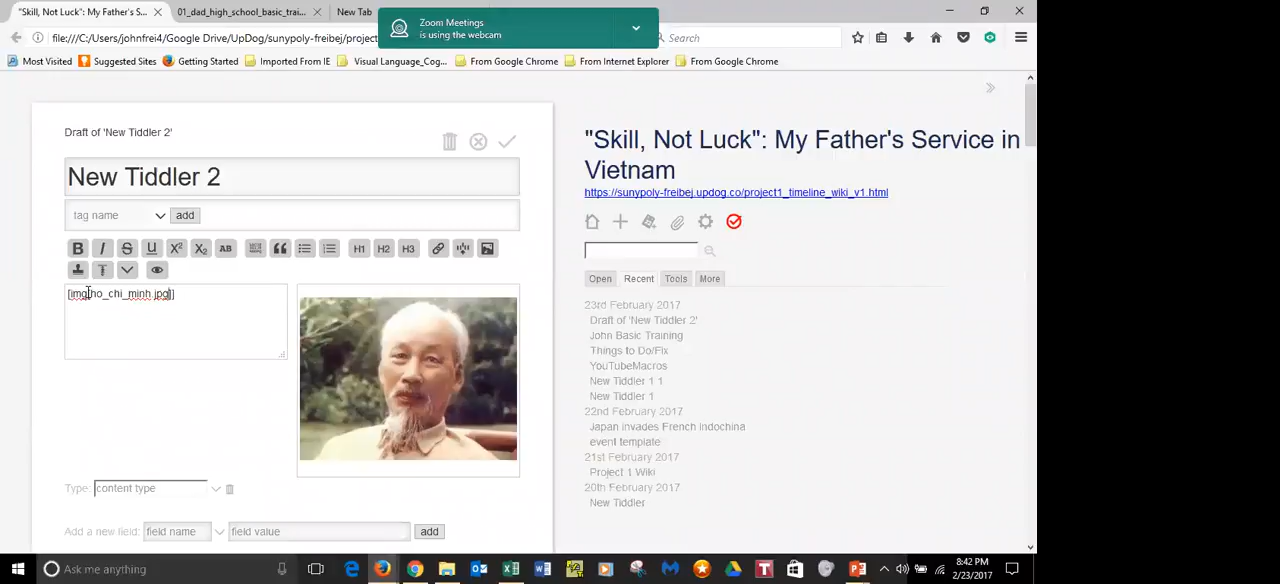 "Skill, Not Luck": My Father's S...
01_dad_high_school_basic_trai...
New Tab
Zoom Meetings
is using the webcam
file:///C:/Users/johnfrei4/Google Drive/UpDog/sunypoly-freibej/project
Search
Most Visited
Suggested Sites
Getting Started
Imported From IE
Visual Language_Cog...
From Google Chrome
From Internet Explorer
From Google Chrome
Draft of 'New Tiddler 2'
New Tiddler 2
tag name
add
B I S U X² X₂ AB H1 H2 H3
[img[ho_chi_minh.jpg]]
Type: content type
Add a new field: field name field value add
"Skill, Not Luck": My Father's Service in
Vietnam
https://sunypoly-freibej.updog.co/project1_timeline_wiki_v1.html
Open Recent Tools More
23rd February 2017
Draft of 'New Tiddler 2'
John Basic Training
Things to Do/Fix
YouTubeMacros
New Tiddler 1 1
New Tiddler 1
22nd February 2017
Japan invades French Indochina
event template
21st February 2017
Project 1 Wiki
20th February 2017
New Tiddler
Ask me anything
8:42 PM
2/23/2017